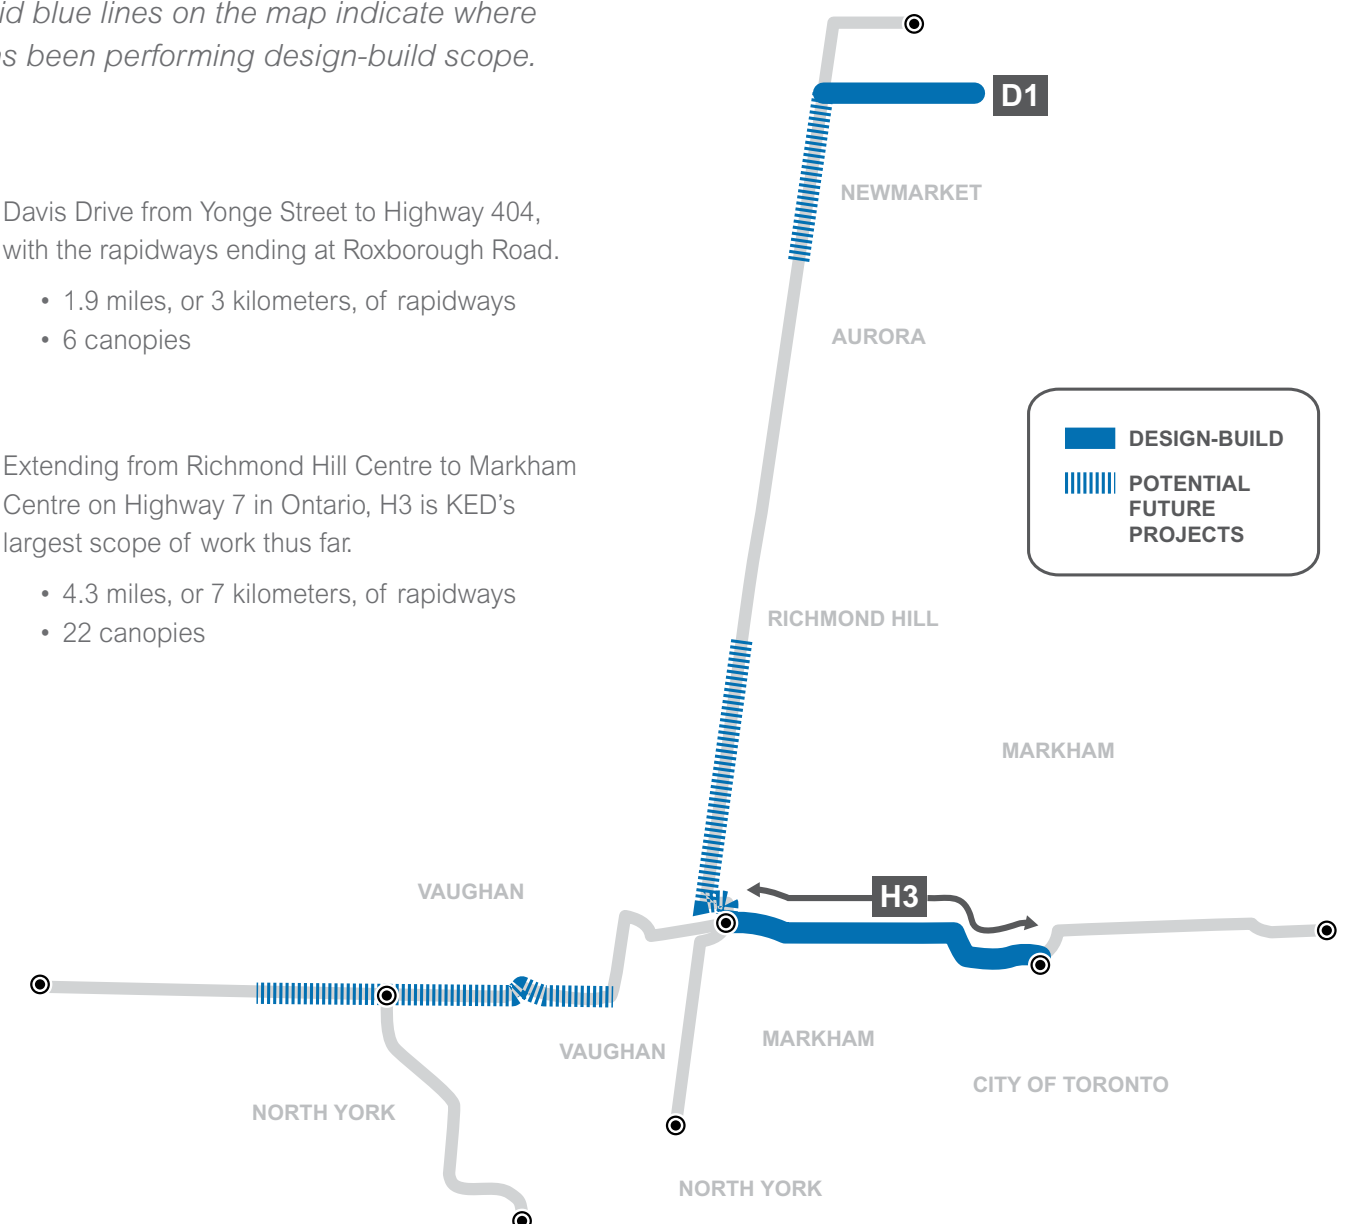 id blue lines on the map indicate where
s been performing design-build scope.
Davis Drive from Yonge Street to Highway 404,
with the rapidways ending at Roxborough Road.
• 1.9 miles, or 3 kilometers, of rapidways
• 6 canopies
Extending from Richmond Hill Centre to Markham
Centre on Highway 7 in Ontario, H3 is KED’s
largest scope of work thus far.
• 4.3 miles, or 7 kilometers, of rapidways
• 22 canopies
D1
NEWMARKET
AURORA
DESIGN-BUILD
POTENTIAL
FUTURE
PROJECTS
RICHMOND HILL
MARKHAM
VAUGHAN
H3
VAUGHAN
MARKHAM
CITY OF TORONTO
NORTH YORK
NORTH YORK